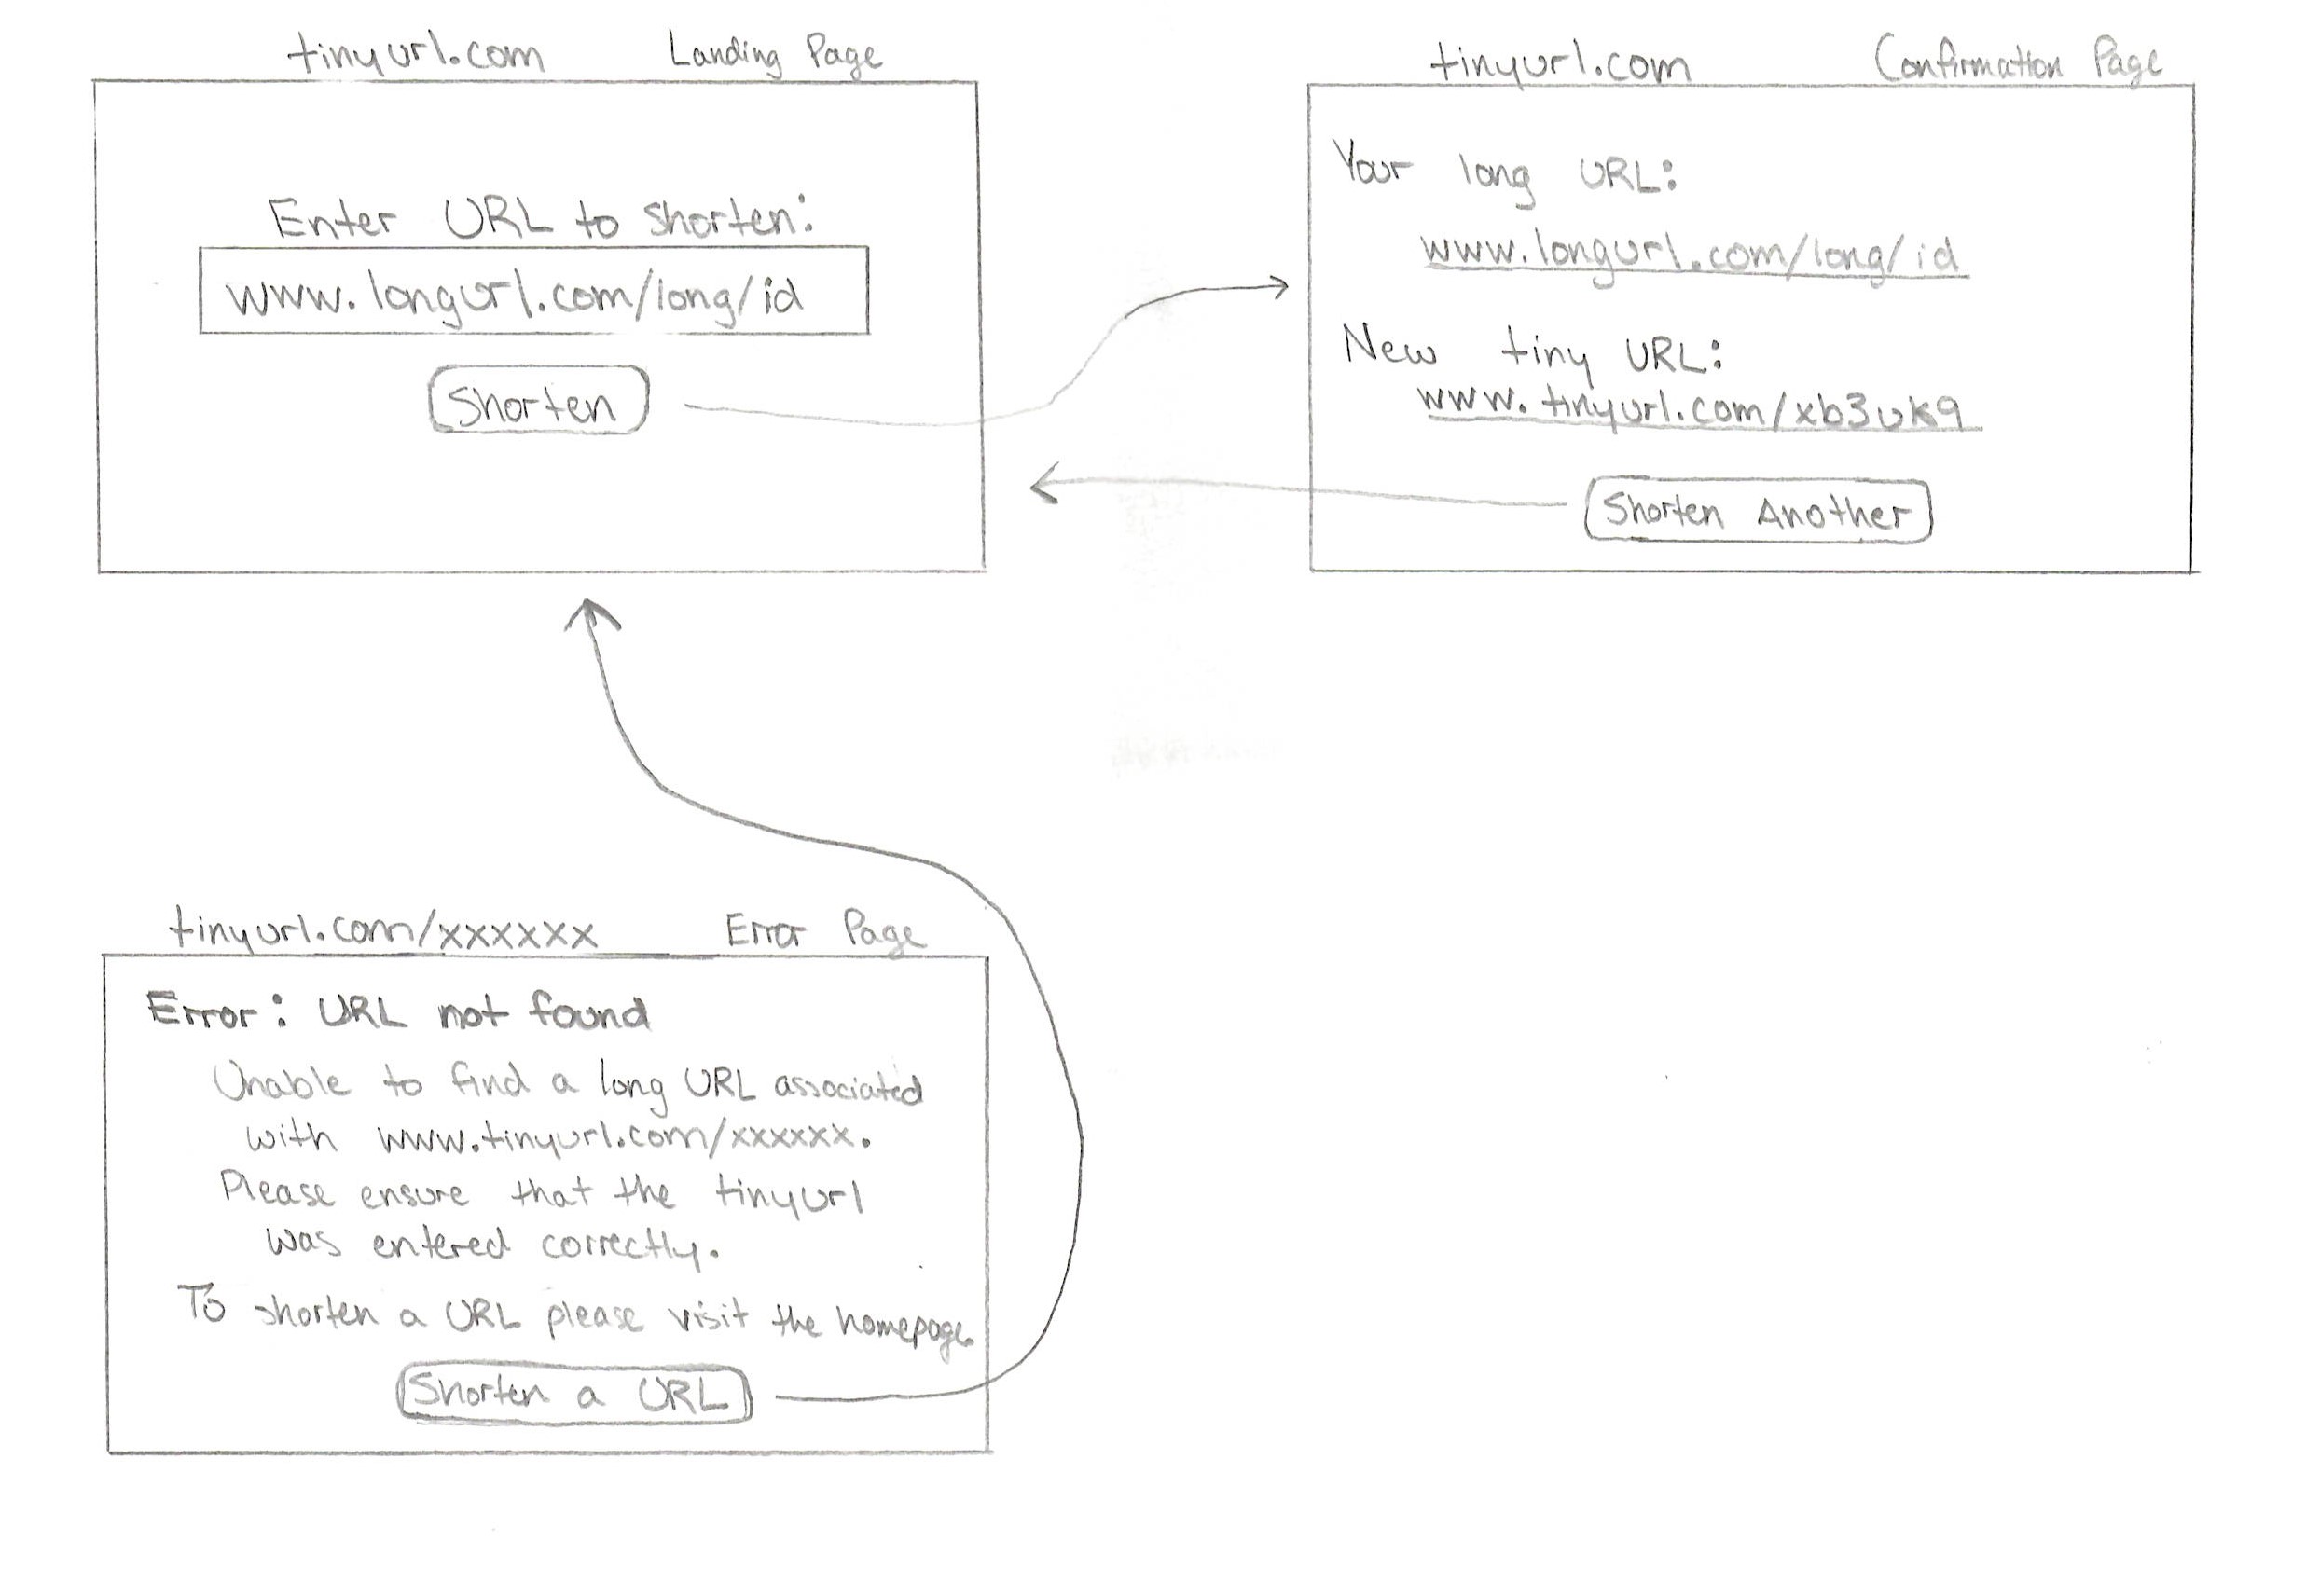 tinyurl.com Landing Page
Enter URL to shorten:
www.longurl.com/long/id
Shorten
tinyurl.com Confirmation Page
Your long URL:
www.longurl.com/long/id
New tiny URL:
www.tinyurl.com/xb3uk9
Shorten Another
tinyurl.com/xxxxxx Error Page
Error: URL not found
Unable to find a long URL associated
with www.tinyurl.com/xxxxxx.
Please ensure that the tinyurl
was entered correctly.
To shorten a URL please visit the homepage.
Shorten a URL